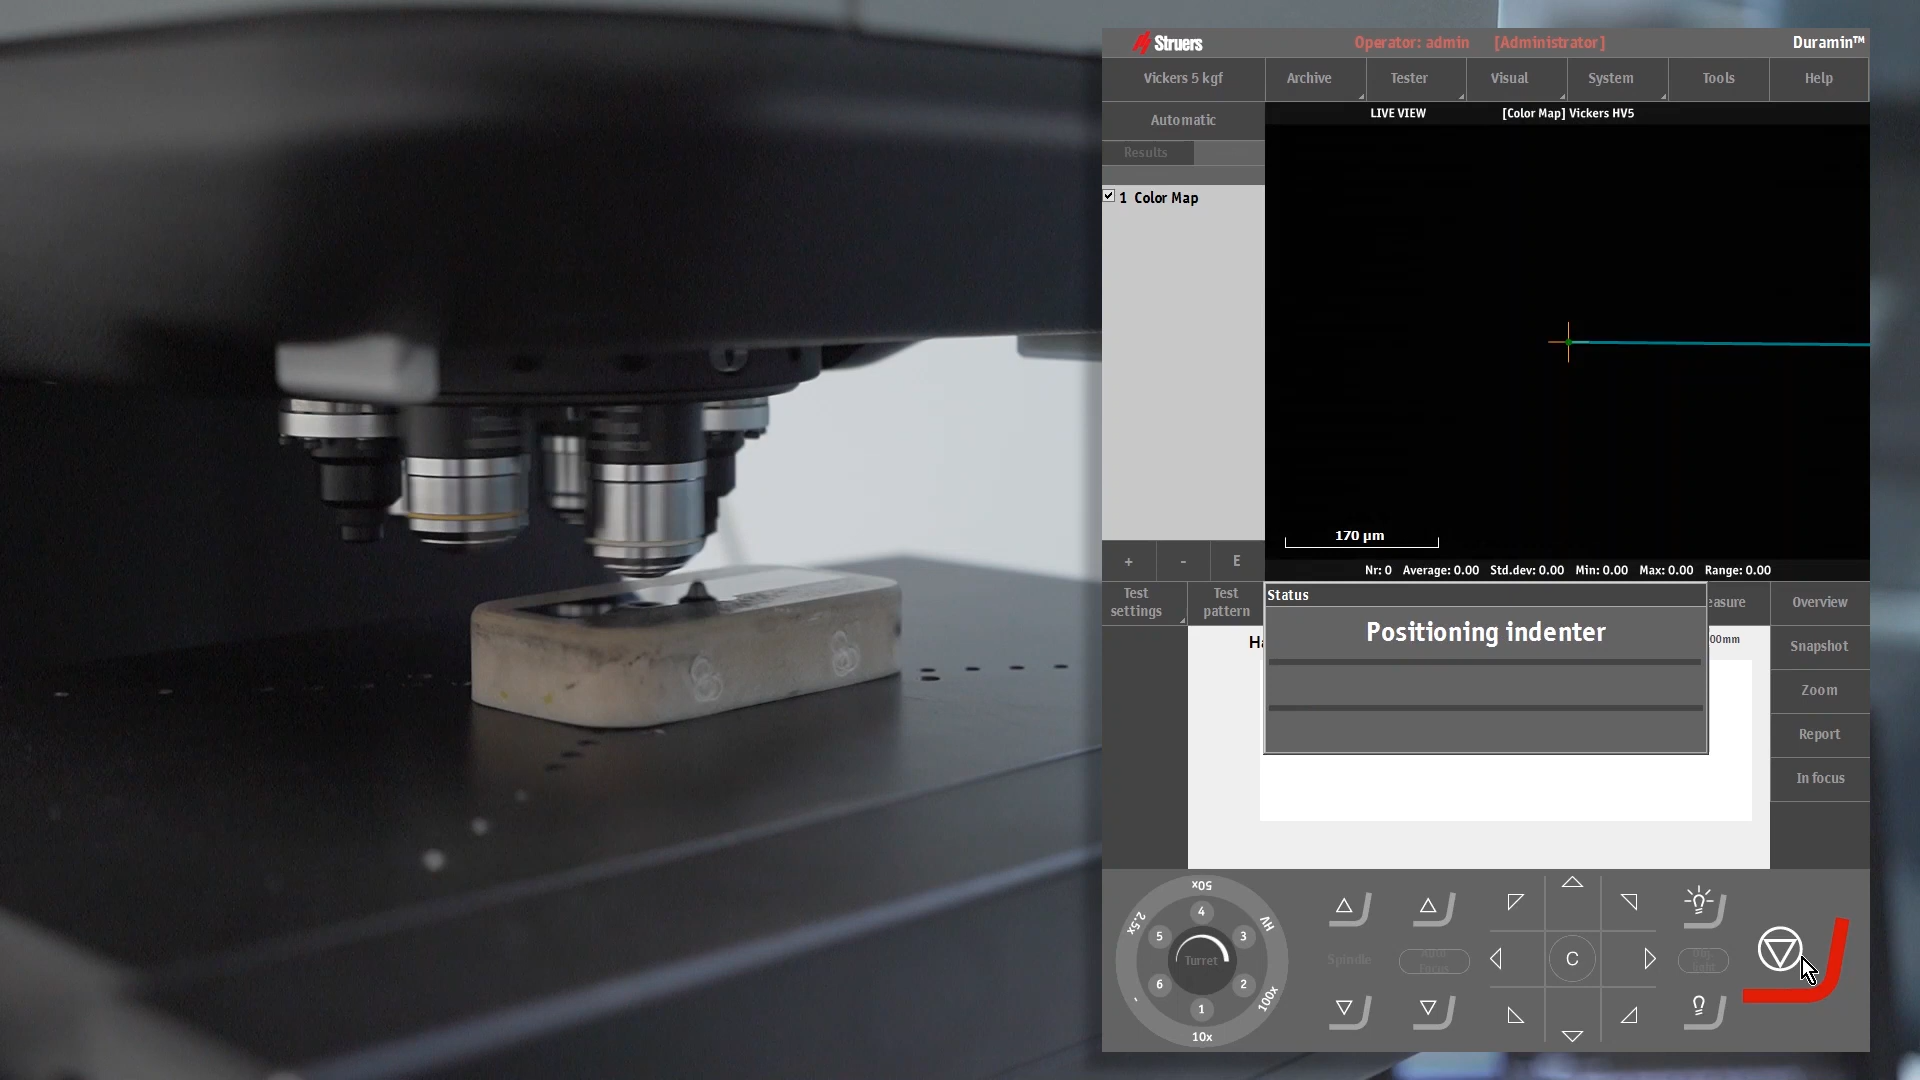 Struers
Operator: admin [Administrator]
Duramin™
Vickers 5 kgf
Archive
Tester
Visual
System
Tools
Help
Automatic
LIVE VIEW
[Color Map] Vickers HV5
Results
1 Color Map
170 µm
+
-
E
Nr: 0 Average: 0.00 Std.dev: 0.00 Min: 0.00 Max: 0.00 Range: 0.00
Test
settings
Test
pattern
Status
Positioning indenter
Overview
Snapshot
Zoom
Report
In focus
50x
2.5x
HV
4
5
3
Turret
6
2
1
-
100x
10x
Spindle
Auto
Focus
C
light